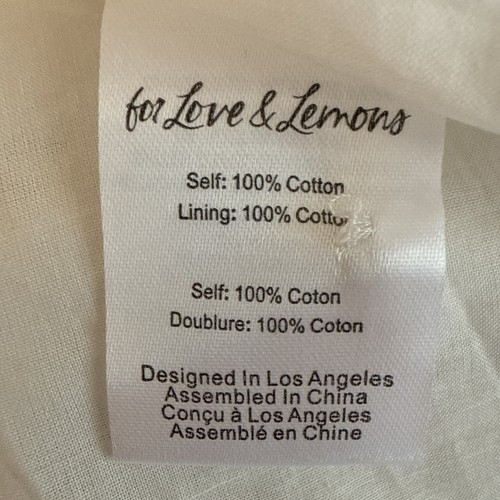 for Love & Lemons
Self: 100% Cotton
Lining: 100%
Self: 100% Coton
Doublure: 100% Coton
Designed In Los Angeles
Assembled In China
Conçu à Los Angeles
Assemblé en Chine